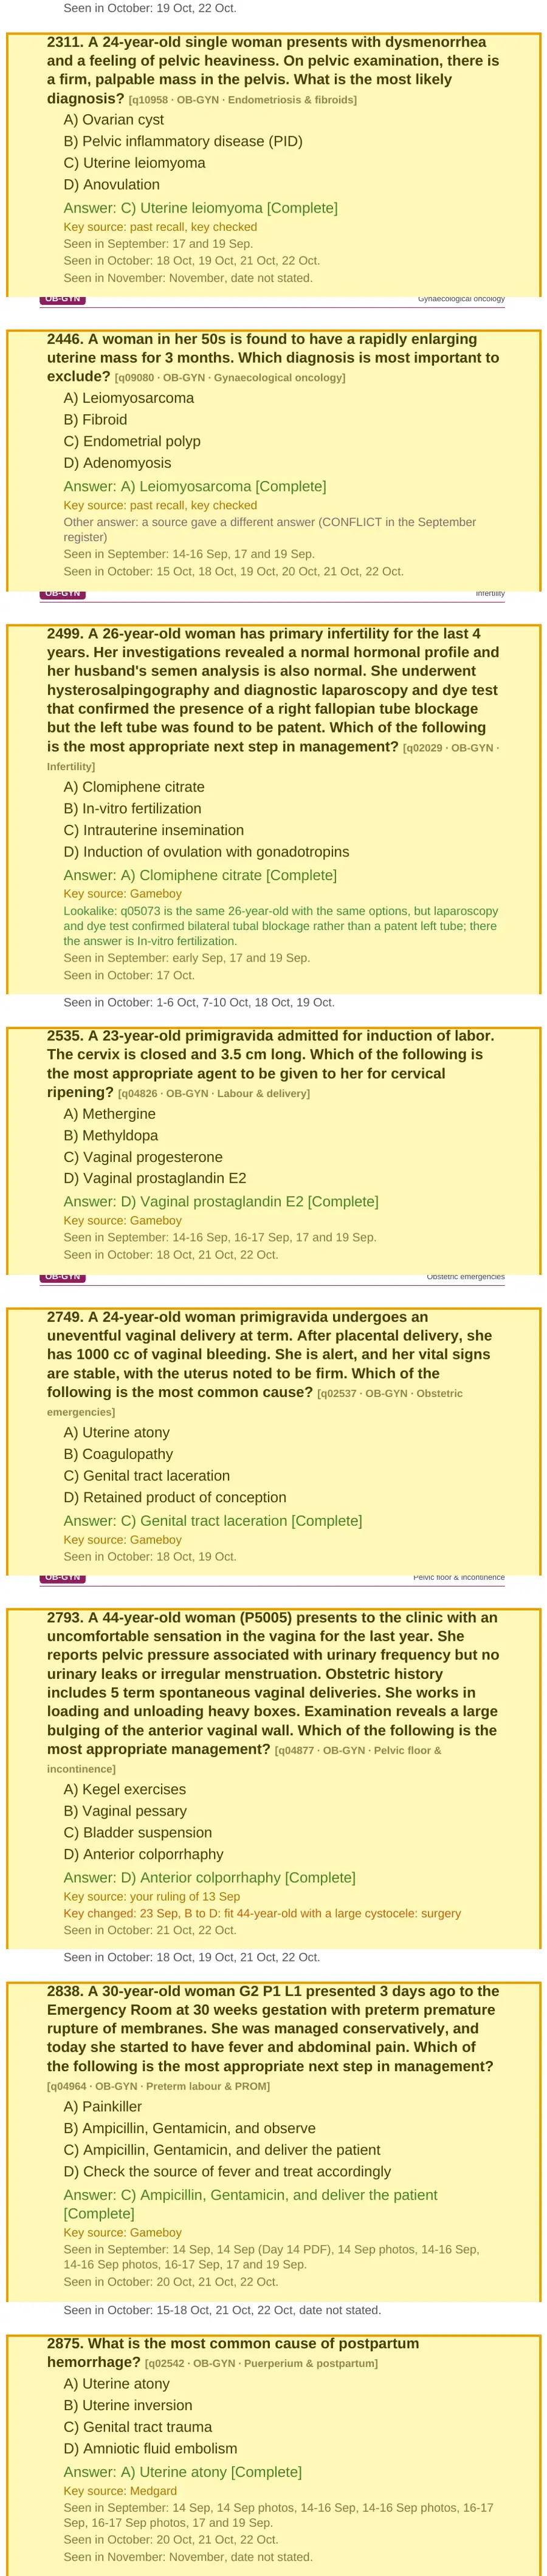 Seen in October: 19 Oct, 22 Oct.
2311. A 24-year-old single woman presents with dysmenorrhea
and a feeling of pelvic heaviness. On pelvic examination, there is
a firm, palpable mass in the pelvis. What is the most likely
diagnosis? [q10958 · OB-GYN · Endometriosis & fibroids]
A) Ovarian cyst
B) Pelvic inflammatory disease (PID)
C) Uterine leiomyoma
D) Anovulation
Answer: C) Uterine leiomyoma [Complete]
Key source: past recall, key checked
Seen in September: 17 and 19 Sep.
Seen in October: 18 Oct, 19 Oct, 21 Oct, 22 Oct.
Seen in November: November, date not stated.
OB-GYN Gynaecological oncology
2446. A woman in her 50s is found to have a rapidly enlarging
uterine mass for 3 months. Which diagnosis is most important to
exclude? [q09080 · OB-GYN · Gynaecological oncology]
A) Leiomyosarcoma
B) Fibroid
C) Endometrial polyp
D) Adenomyosis
Answer: A) Leiomyosarcoma [Complete]
Key source: past recall, key checked
Other answer: a source gave a different answer (CONFLICT in the September
register)
Seen in September: 14-16 Sep, 17 and 19 Sep.
Seen in October: 15 Oct, 18 Oct, 19 Oct, 20 Oct, 21 Oct, 22 Oct.
OB-GYN Infertility
2499. A 26-year-old woman has primary infertility for the last 4
years. Her investigations revealed a normal hormonal profile and
her husband's semen analysis is also normal. She underwent
hysterosalpingography and diagnostic laparoscopy and dye test
that confirmed the presence of a right fallopian tube blockage
but the left tube was found to be patent. Which of the following
is the most appropriate next step in management? [q02029 · OB-GYN ·
Infertility]
A) Clomiphene citrate
B) In-vitro fertilization
C) Intrauterine insemination
D) Induction of ovulation with gonadotropins
Answer: A) Clomiphene citrate [Complete]
Key source: Gameboy
Lookalike: q05073 is the same 26-year-old with the same options, but laparoscopy
and dye test confirmed bilateral tubal blockage rather than a patent left tube; there
the answer is In-vitro fertilization.
Seen in September: early Sep, 17 and 19 Sep.
Seen in October: 17 Oct.
Seen in October: 1-6 Oct, 7-10 Oct, 18 Oct, 19 Oct.
2535. A 23-year-old primigravida admitted for induction of labor.
The cervix is closed and 3.5 cm long. Which of the following is
the most appropriate agent to be given to her for cervical
ripening? [q04826 · OB-GYN · Labour & delivery]
A) Methergine
B) Methyldopa
C) Vaginal progesterone
D) Vaginal prostaglandin E2
Answer: D) Vaginal prostaglandin E2 [Complete]
Key source: Gameboy
Seen in September: 14-16 Sep, 16-17 Sep, 17 and 19 Sep.
Seen in October: 18 Oct, 21 Oct, 22 Oct.
OB-GYN Obstetric emergencies
2749. A 24-year-old woman primigravida undergoes an
uneventful vaginal delivery at term. After placental delivery, she
has 1000 cc of vaginal bleeding. She is alert, and her vital signs
are stable, with the uterus noted to be firm. Which of the
following is the most common cause? [q02537 · OB-GYN · Obstetric
emergencies]
A) Uterine atony
B) Coagulopathy
C) Genital tract laceration
D) Retained product of conception
Answer: C) Genital tract laceration [Complete]
Key source: Gameboy
Seen in October: 18 Oct, 19 Oct.
OB-GYN Pelvic floor & incontinence
2793. A 44-year-old woman (P5005) presents to the clinic with an
uncomfortable sensation in the vagina for the last year. She
reports pelvic pressure associated with urinary frequency but no
urinary leaks or irregular menstruation. Obstetric history
includes 5 term spontaneous vaginal deliveries. She works in
loading and unloading heavy boxes. Examination reveals a large
bulging of the anterior vaginal wall. Which of the following is the
most appropriate management? [q04877 · OB-GYN · Pelvic floor &
incontinence]
A) Kegel exercises
B) Vaginal pessary
C) Bladder suspension
D) Anterior colporrhaphy
Answer: D) Anterior colporrhaphy [Complete]
Key source: your ruling of 13 Sep
Key changed: 23 Sep, B to D: fit 44-year-old with a large cystocele: surgery
Seen in October: 21 Oct, 22 Oct.
Seen in October: 18 Oct, 19 Oct, 21 Oct, 22 Oct.
2838. A 30-year-old woman G2 P1 L1 presented 3 days ago to the
Emergency Room at 30 weeks gestation with preterm premature
rupture of membranes. She was managed conservatively, and
today she started to have fever and abdominal pain. Which of
the following is the most appropriate next step in management?
[q04964 · OB-GYN · Preterm labour & PROM]
A) Painkiller
B) Ampicillin, Gentamicin, and observe
C) Ampicillin, Gentamicin, and deliver the patient
D) Check the source of fever and treat accordingly
Answer: C) Ampicillin, Gentamicin, and deliver the patient
[Complete]
Key source: Gameboy
Seen in September: 14 Sep, 14 Sep (Day 14 PDF), 14 Sep photos, 14-16 Sep,
14-16 Sep photos, 16-17 Sep, 17 and 19 Sep.
Seen in October: 20 Oct, 21 Oct, 22 Oct.
Seen in October: 15-18 Oct, 21 Oct, 22 Oct, date not stated.
2875. What is the most common cause of postpartum
hemorrhage? [q02542 · OB-GYN · Puerperium & postpartum]
A) Uterine atony
B) Uterine inversion
C) Genital tract trauma
D) Amniotic fluid embolism
Answer: A) Uterine atony [Complete]
Key source: Medgard
Seen in September: 14 Sep, 14 Sep photos, 14-16 Sep, 14-16 Sep photos, 16-17
Sep, 16-17 Sep photos, 17 and 19 Sep.
Seen in October: 20 Oct, 21 Oct, 22 Oct.
Seen in November: November, date not stated.